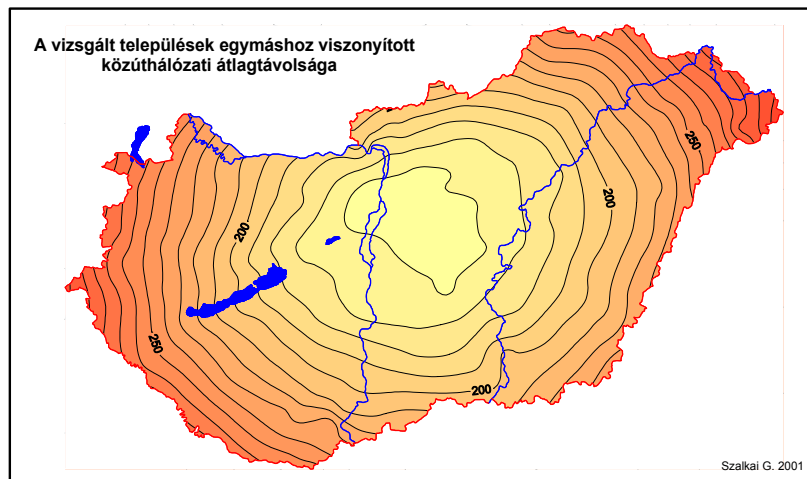 A vizsgált települések egymáshoz viszonyított
közúthálózati átlagtávolsága
250
200
200
250
200
Szalkai G. 2001